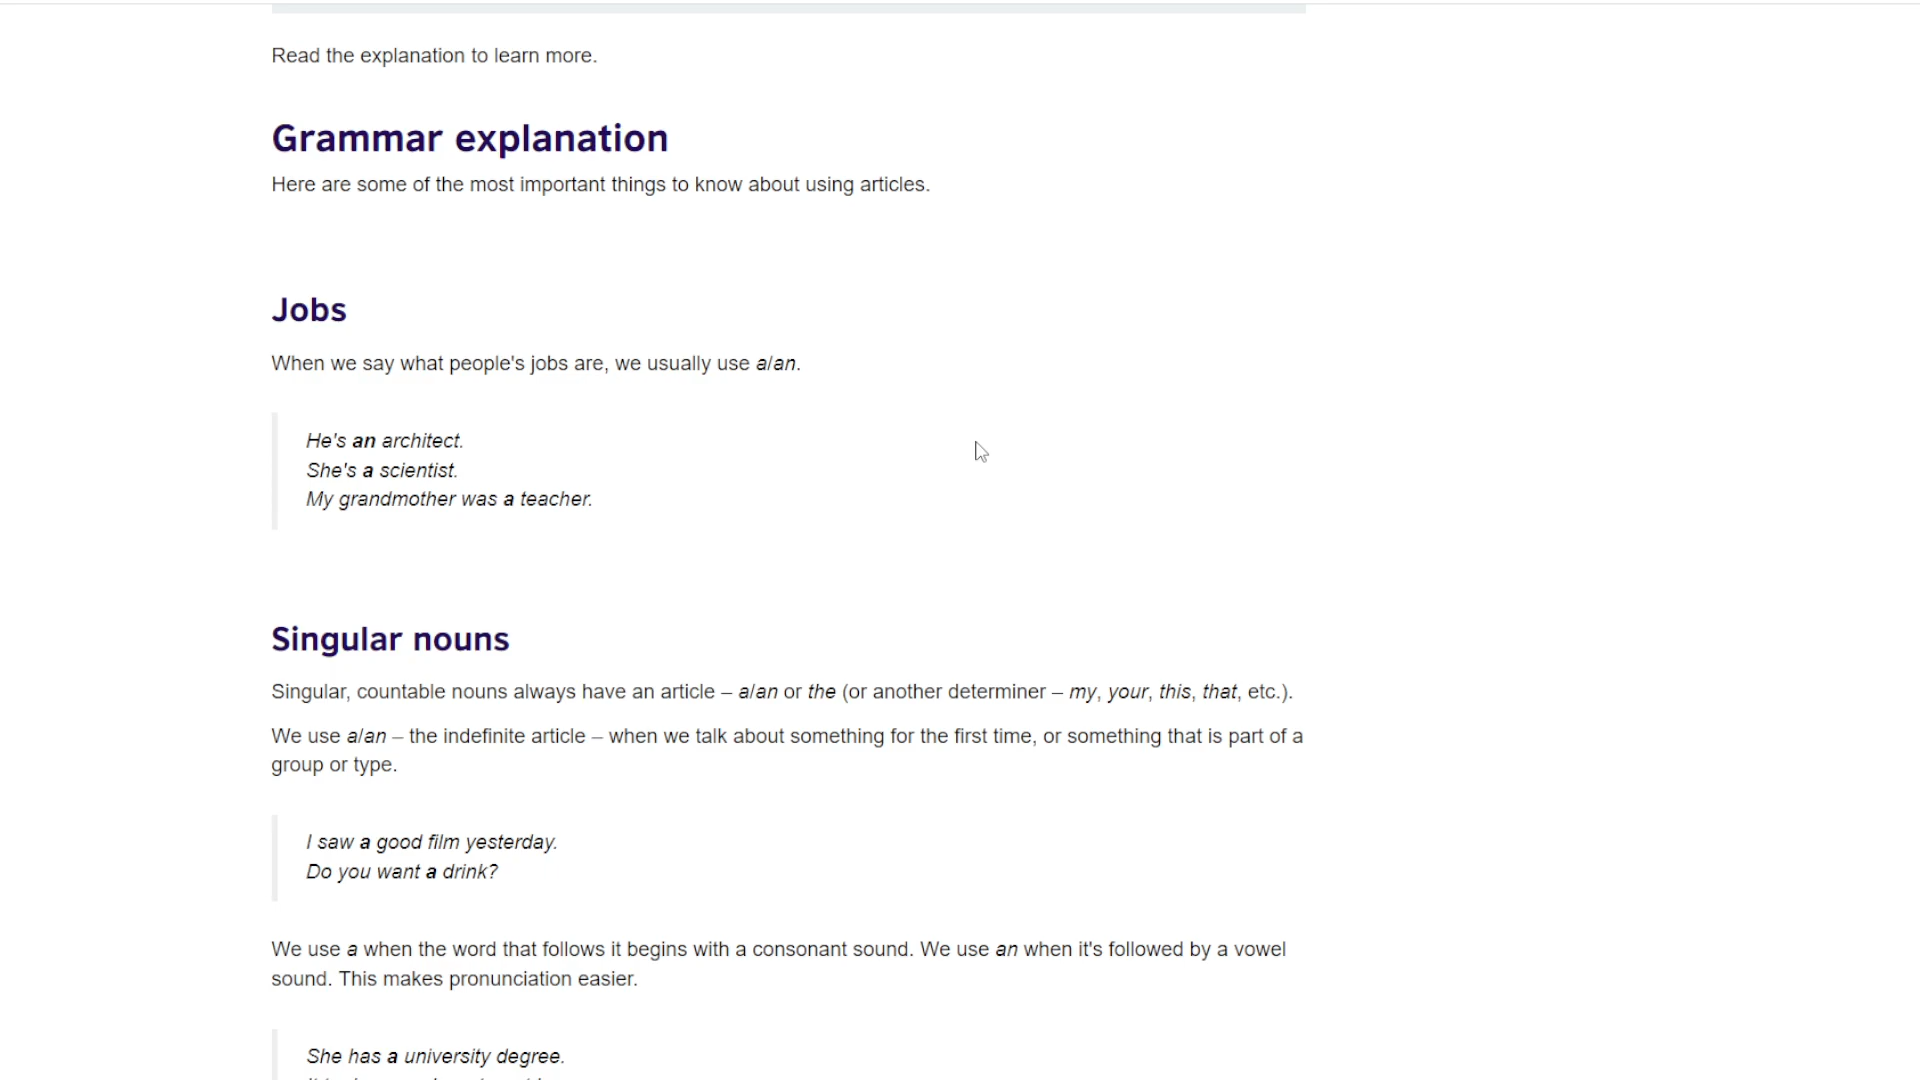 Read the explanation to learn more.
Grammar explanation
Here are some of the most important things to know about using articles.
Jobs
When we say what people's jobs are, we usually use a/an.
He's an architect.
She's a scientist.
My grandmother was a teacher.
Singular nouns
Singular, countable nouns always have an article – a/an or the (or another determiner – my, your, this, that, etc.).
We use a/an – the indefinite article – when we talk about something for the first time, or something that is part of a
group or type.
I saw a good film yesterday.
Do you want a drink?
We use a when the word that follows it begins with a consonant sound. We use an when it's followed by a vowel
sound. This makes pronunciation easier.
She has a university degree.